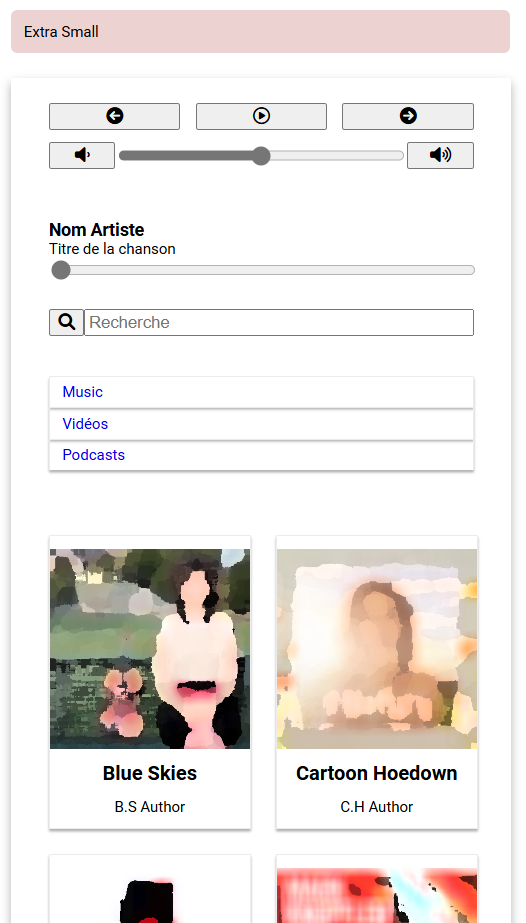 Extra Small
Nom Artiste
Titre de la chanson
Recherche
Music
Vidéos
Podcasts
Blue Skies
B.S Author
Cartoon Hoedown
C.H Author